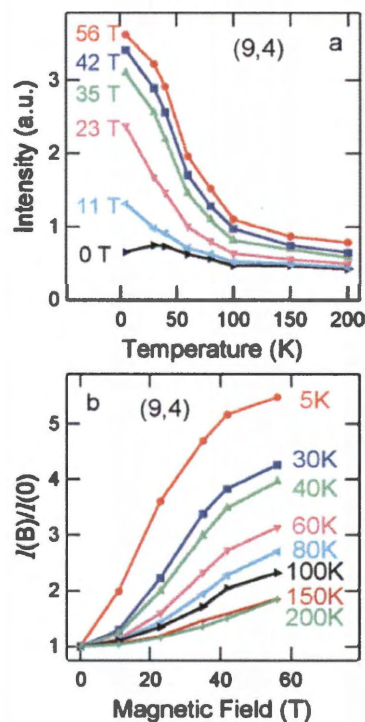 56 T
(9,4)
a
42 T
35 T
23 T
11 T
0 T
3
2
1
0
Intensity (a.u.)
0
50
100
150
200
Temperature (K)
b
(9,4)
5K
30K
40K
60K
80K
100K
150K
200K
5
4
3
2
1
I(B)/I(0)
0
20
40
60
Magnetic Field (T)